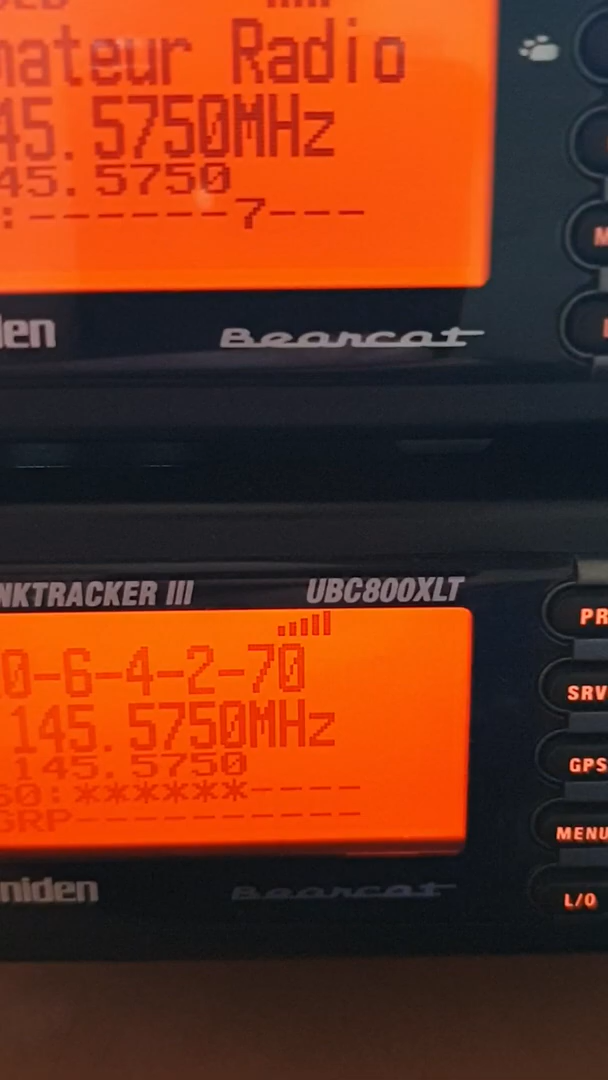 mateur Radio
45.5750MHz
45.5750
:------7---
den
Bearcat
M
NKTRACKER III
UBC800XLT
0-6-4-2-70
145.5750MHz
145.5750
S0:******----
GRP-----------
niden
Bearcat
PR
SRV
GPS
MENU
L/O